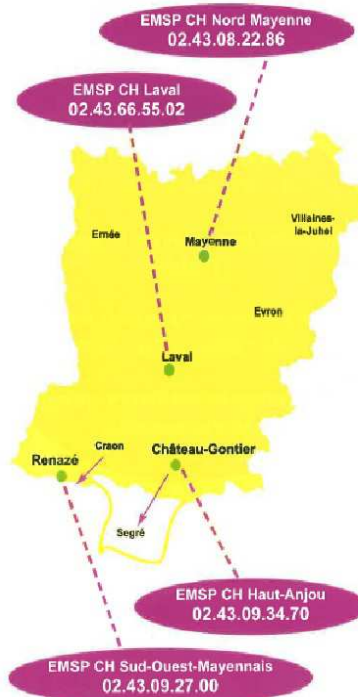 EMSP CH Nord Mayenne
02.43.08.22.86
EMSP CH Laval
02.43.66.55.02
Ernée
Villaines-
la-Juhel
Mayenne
Evron
Laval
Craon
Château-Gontier
Renazé
Segré
EMSP CH Haut-Anjou
02.43.09.34.70
EMSP CH Sud-Ouest-Mayennais
02.43.09.27.00